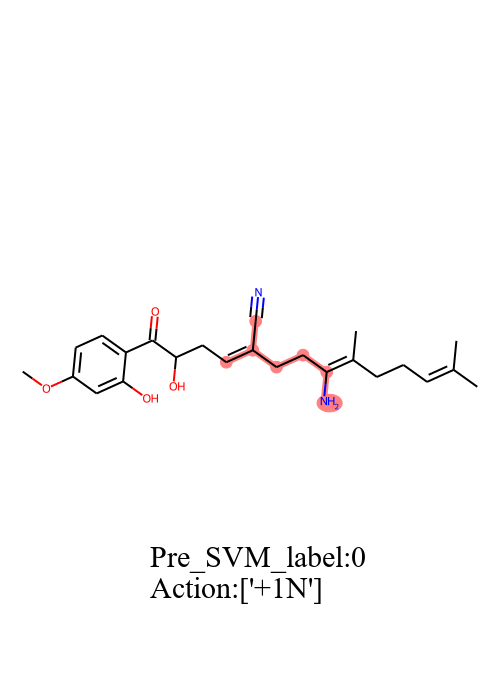 N
O
O
OH
OH
NH2
Pre_SVM_label:0
Action:['+1N']